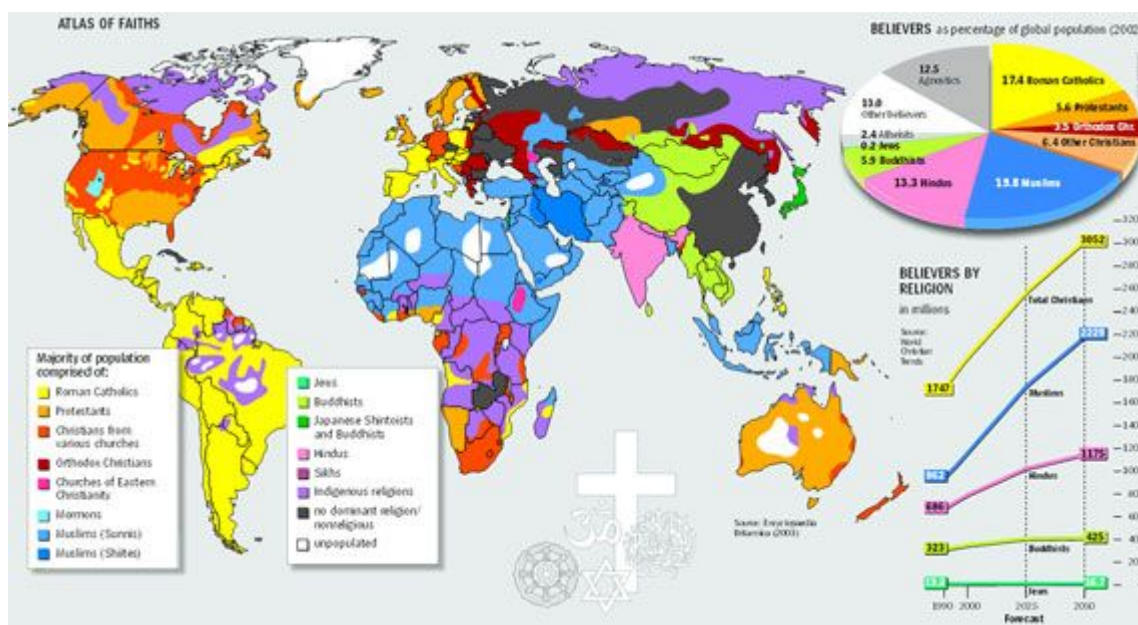 ATLAS OF FAITHS
BELIEVERS as percentage of global population (2002
12.5
Agnostics
17.4 Roman Catholics
5.6 Protestants
3.5 Orthodox Chr.
6.4 Other Christians
19.8 Muslims
13.3 Hindus
5.9 Buddhists
0.2 Jews
2.4 Atheists
13.0
Other believers
BELIEVERS BY
RELIGION
in millions
Source:
World
Christian
Trends
3052
Total Christians
1747
2229
Muslims
962
1175
Hindus
686
425
Buddhists
323
Jews
1990
2000
2025
2050
Forecast
Majority of population
comprised of:
Roman Catholics
Protestants
Christians from
various churches
Orthodox Christians
Churches of Eastern
Christianity
Mormons
Muslims (Sunnis)
Muslims (Shiites)
Jews
Buddhists
Japanese Shintoists
and Buddhists
Hindus
Sikhs
Indigenous religions
no dominant religion/
nonreligious
unpopulated
Source: Encyclopaedia
Britannica (2003)